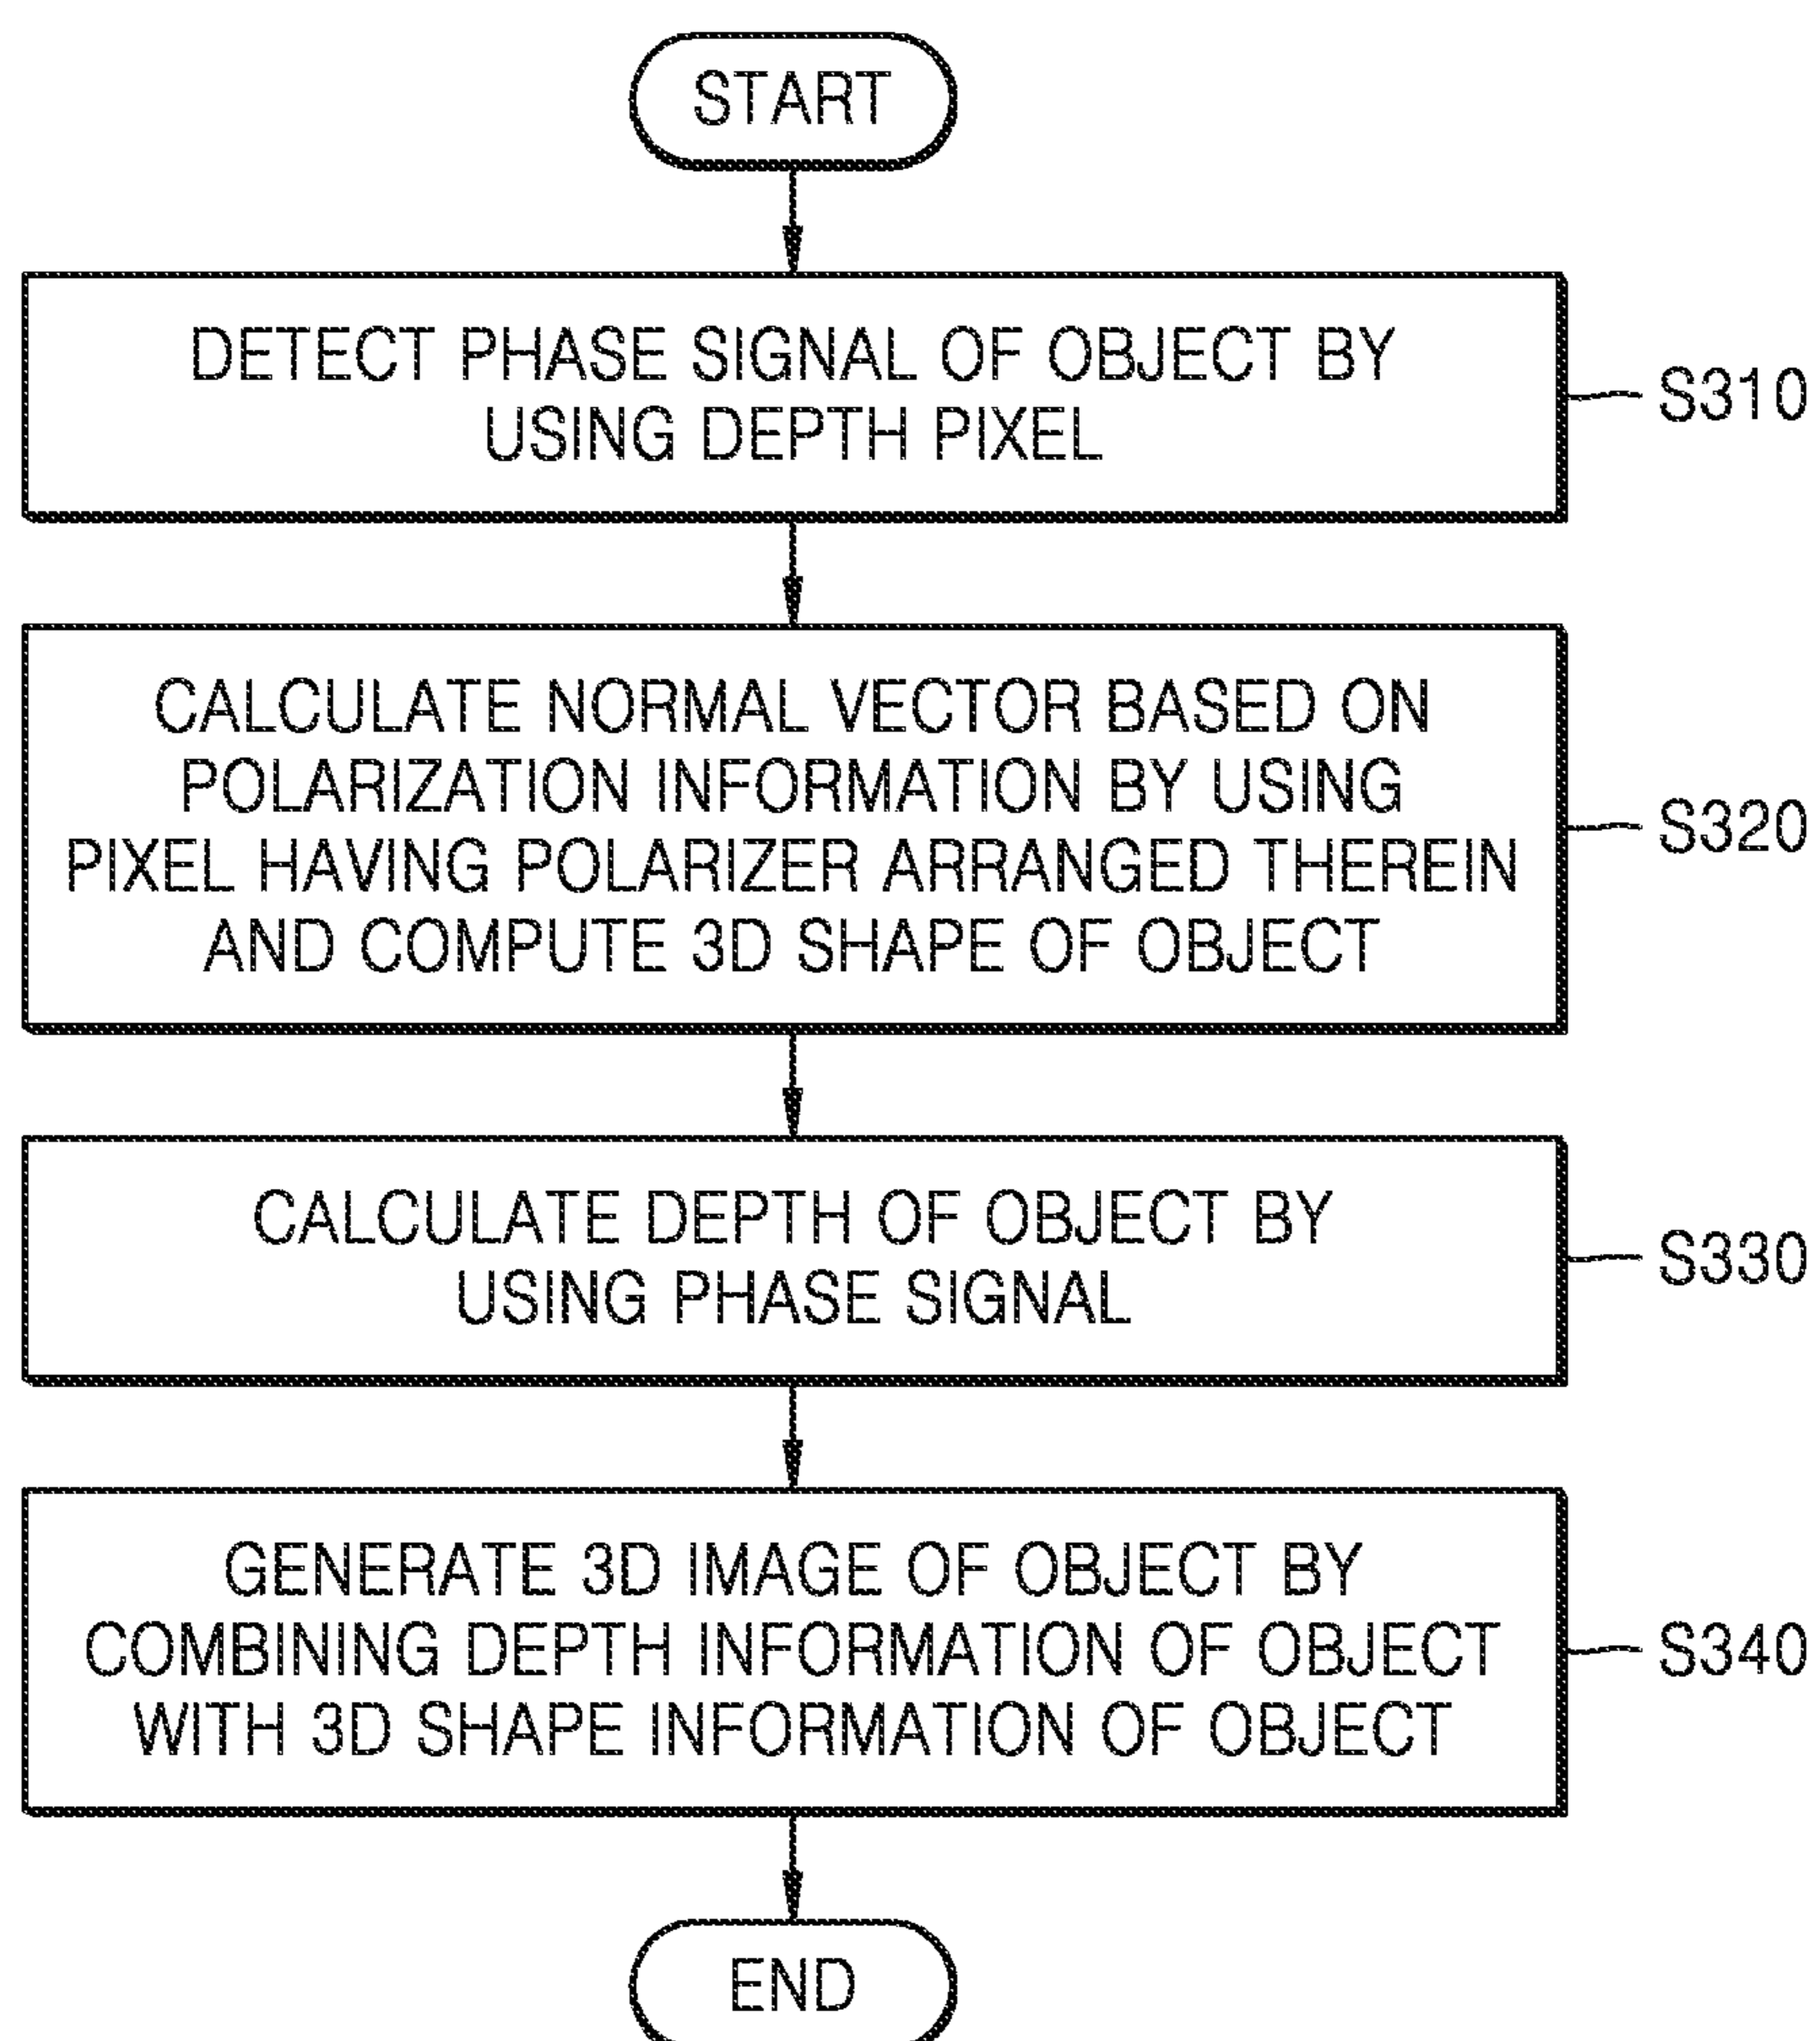 START
DETECT PHASE SIGNAL OF OBJECT BY
USING DEPTH PIXEL
S310
CALCULATE NORMAL VECTOR BASED ON
POLARIZATION INFORMATION BY USING
PIXEL HAVING POLARIZER ARRANGED THEREIN
AND COMPUTE 3D SHAPE OF OBJECT
S320
CALCULATE DEPTH OF OBJECT BY
USING PHASE SIGNAL
S330
GENERATE 3D IMAGE OF OBJECT BY
COMBINING DEPTH INFORMATION OF OBJECT
WITH 3D SHAPE INFORMATION OF OBJECT
S340
END